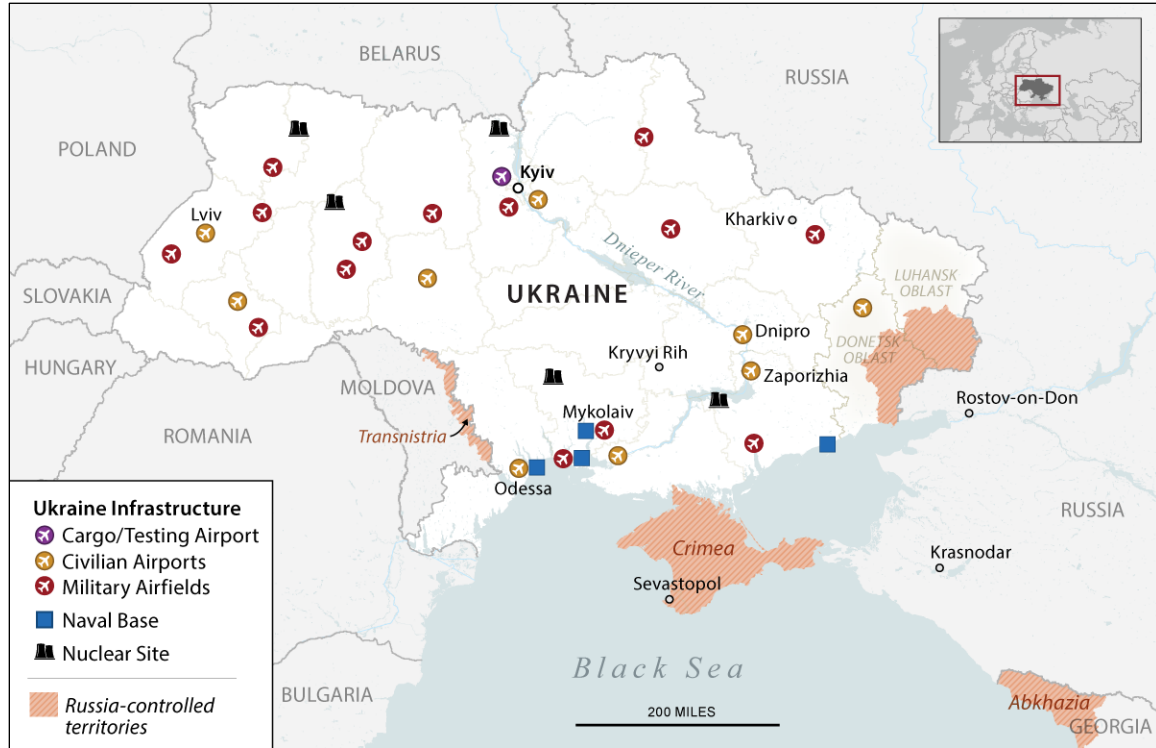 BELARUS
RUSSIA
POLAND
Kyiv
Lviv
Kharkiv
Dnieper River
SLOVAKIA
UKRAINE
LUHANSK
OBLAST
HUNGARY
Dnipro
DONETSK
OBLAST
Kryvyi Rih
MOLDOVA
Zaporizhia
Rostov-on-Don
Mykolaiv
ROMANIA
Transnistria
Odessa
RUSSIA
Crimea
Krasnodar
Sevastopol
Black Sea
BULGARIA
200 MILES
Abkhazia
GEORGIA
Ukraine Infrastructure
Cargo/Testing Airport
Civilian Airports
Military Airfields
Naval Base
Nuclear Site
Russia-controlled
territories